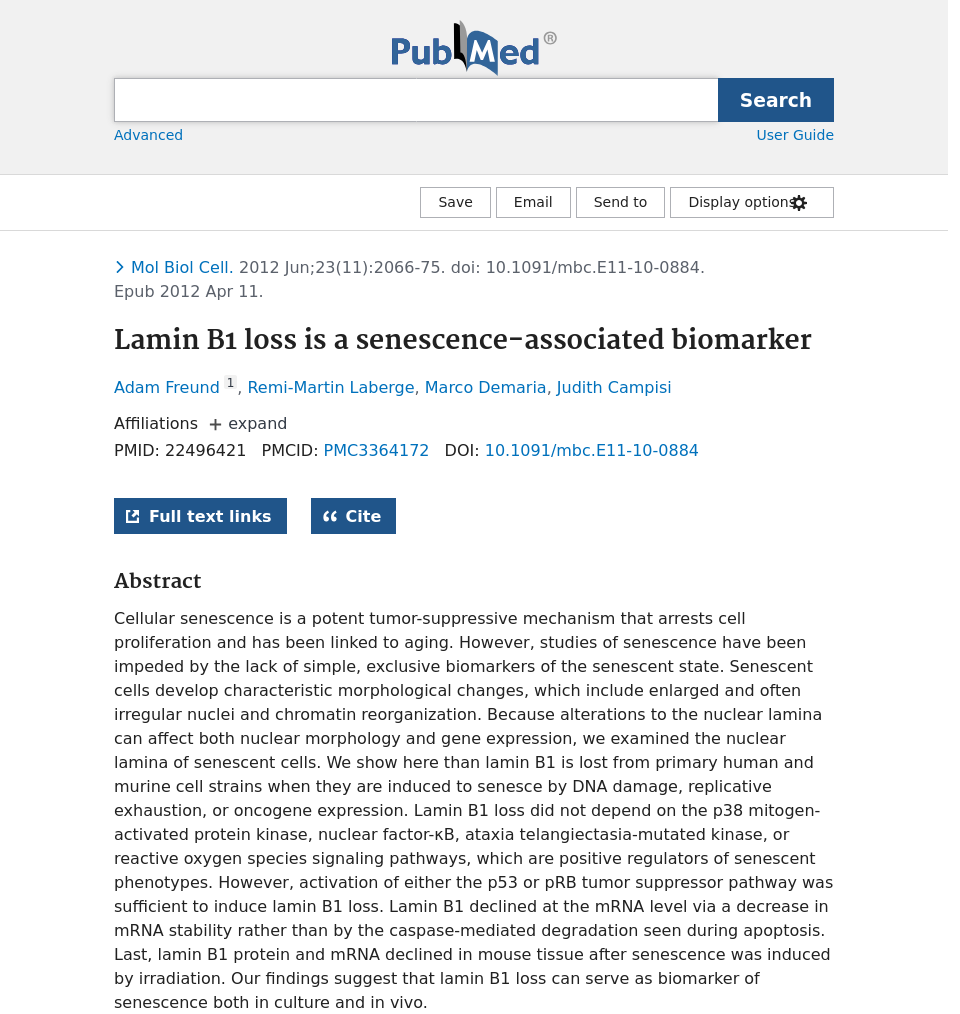 PubMed®
Search
Advanced
User Guide
Save
Email
Send to
Display options
Mol Biol Cell. 2012 Jun;23(11):2066-75. doi: 10.1091/mbc.E11-10-0884.
Epub 2012 Apr 11.
Lamin B1 loss is a senescence-associated biomarker
Adam Freund 1, Remi-Martin Laberge, Marco Demaria, Judith Campisi
Affiliations + expand
PMID: 22496421 PMCID: PMC3364172 DOI: 10.1091/mbc.E11-10-0884
Full text links
Cite
Abstract
Cellular senescence is a potent tumor-suppressive mechanism that arrests cell
proliferation and has been linked to aging. However, studies of senescence have been
impeded by the lack of simple, exclusive biomarkers of the senescent state. Senescent
cells develop characteristic morphological changes, which include enlarged and often
irregular nuclei and chromatin reorganization. Because alterations to the nuclear lamina
can affect both nuclear morphology and gene expression, we examined the nuclear
lamina of senescent cells. We show here than lamin B1 is lost from primary human and
murine cell strains when they are induced to senesce by DNA damage, replicative
exhaustion, or oncogene expression. Lamin B1 loss did not depend on the p38 mitogen-
activated protein kinase, nuclear factor-κB, ataxia telangiectasia-mutated kinase, or
reactive oxygen species signaling pathways, which are positive regulators of senescent
phenotypes. However, activation of either the p53 or pRB tumor suppressor pathway was
sufficient to induce lamin B1 loss. Lamin B1 declined at the mRNA level via a decrease in
mRNA stability rather than by the caspase-mediated degradation seen during apoptosis.
Last, lamin B1 protein and mRNA declined in mouse tissue after senescence was induced
by irradiation. Our findings suggest that lamin B1 loss can serve as biomarker of
senescence both in culture and in vivo.